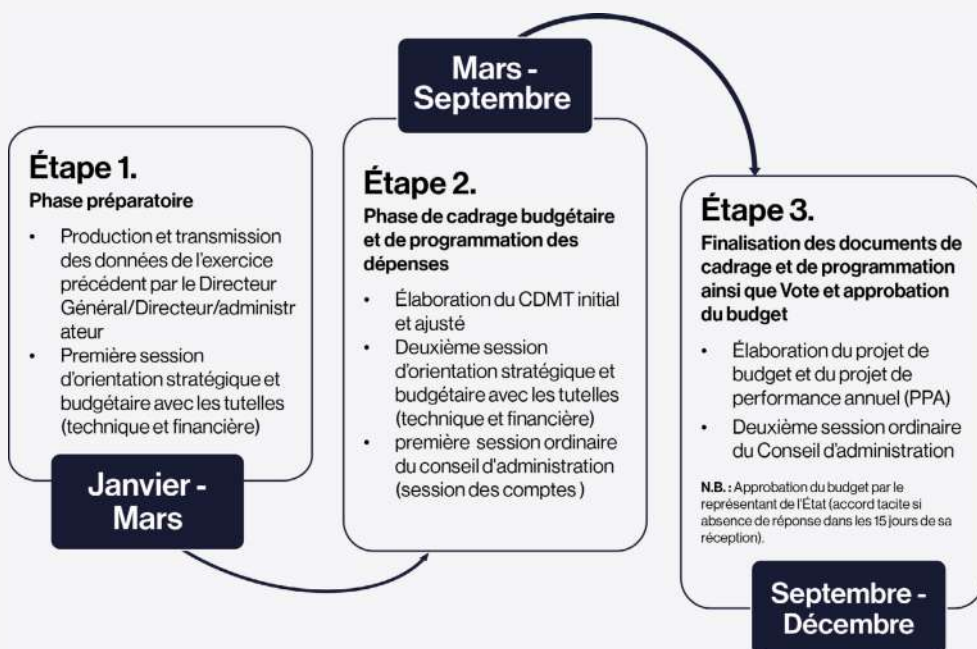 Étape 1.
Phase préparatoire
• Production et transmission
des données de l'exercice
précédent par le Directeur
Général/Directeur/administr
ateur
• Première session
d'orientation stratégique et
budgétaire avec les tutelles
(technique et financière)
Janvier -
Mars
Mars -
Septembre
Étape 2.
Phase de cadrage budgétaire
et de programmation des
dépenses
• Élaboration du CDMT initial
et ajusté
• Deuxième session
d'orientation stratégique et
budgétaire avec les tutelles
(technique et financière)
• première session ordinaire
du conseil d'administration
(session des comptes )
Étape 3.
Finalisation des documents de
cadrage et de programmation
ainsi que Vote et approbation
du budget
• Élaboration du projet de
budget et du projet de
performance annuel (PPA)
• Deuxième session ordinaire
du Conseil d'administration
N.B. : Approbation du budget par le
représentant de l'État (accord tacite si
absence de réponse dans les 15 jours de sa
réception).
Septembre -
Décembre